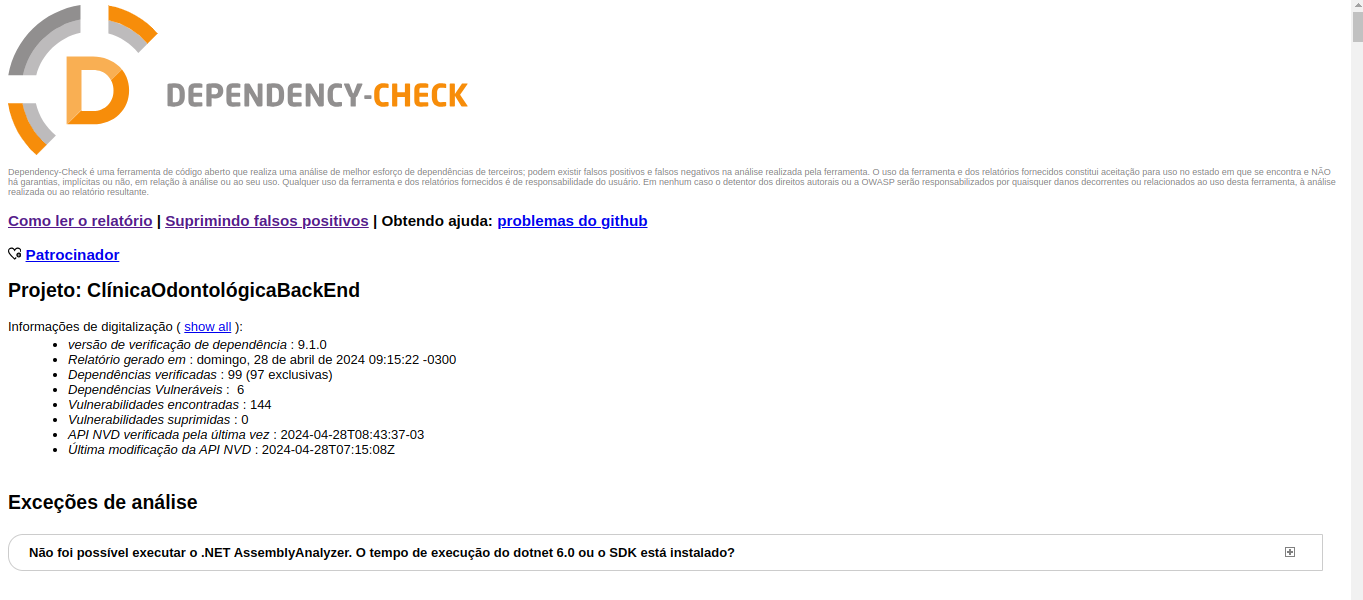 DEPENDENCY-CHECK
Dependency-Check é uma ferramenta de código aberto que realiza uma análise de melhor esforço de dependências de terceiros; podem existir falsos positivos e falsos negativos na análise realizada pela ferramenta. O uso da ferramenta e dos relatórios fornecidos constitui aceitação para uso no estado em que se encontra e NÃO
há garantias, implícitas ou não, em relação à análise ou ao seu uso. Qualquer uso da ferramenta e dos relatórios fornecidos é de responsabilidade do usuário. Em nenhum caso o detentor dos direitos autorais ou a OWASP serão responsabilizados por quaisquer danos decorrentes ou relacionados ao uso desta ferramenta, à análise
realizada ou ao relatório resultante.
Como ler o relatório | Suprimindo falsos positivos | Obtendo ajuda: problemas do github
Patrocinador
Projeto: ClínicaOdontológicaBackEnd
Informações de digitalização ( show all ):
• versão de verificação de dependência : 9.1.0
• Relatório gerado em : domingo, 28 de abril de 2024 09:15:22 -0300
• Dependências verificadas : 99 (97 exclusivas)
• Dependências Vulneráveis : 6
• Vulnerabilidades encontradas : 144
• Vulnerabilidades suprimidas : 0
• API NVD verificada pela última vez : 2024-04-28T08:43:37-03
• Última modificação da API NVD : 2024-04-28T07:15:08Z
Exceções de análise
Não foi possível executar o .NET AssemblyAnalyzer. O tempo de execução do dotnet 6.0 ou o SDK está instalado?